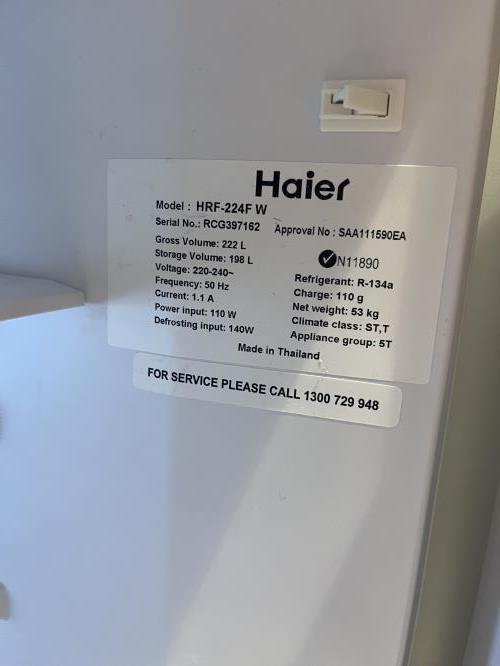 Haier
Model : HRF-224F W
Serial No.: RCG397162
Approval No : SAA111590EA
Gross Volume: 222 L
Storage Volume: 198 L
Voltage: 220-240~
Frequency: 50 Hz
Current: 1.1 A
Power input: 110 W
Defrosting input: 140W
N11890
Refrigerant: R-134a
Charge: 110 g
Net weight: 53 kg
Climate class: ST,T
Appliance group: 5T
Made in Thailand
FOR SERVICE PLEASE CALL 1300 729 948